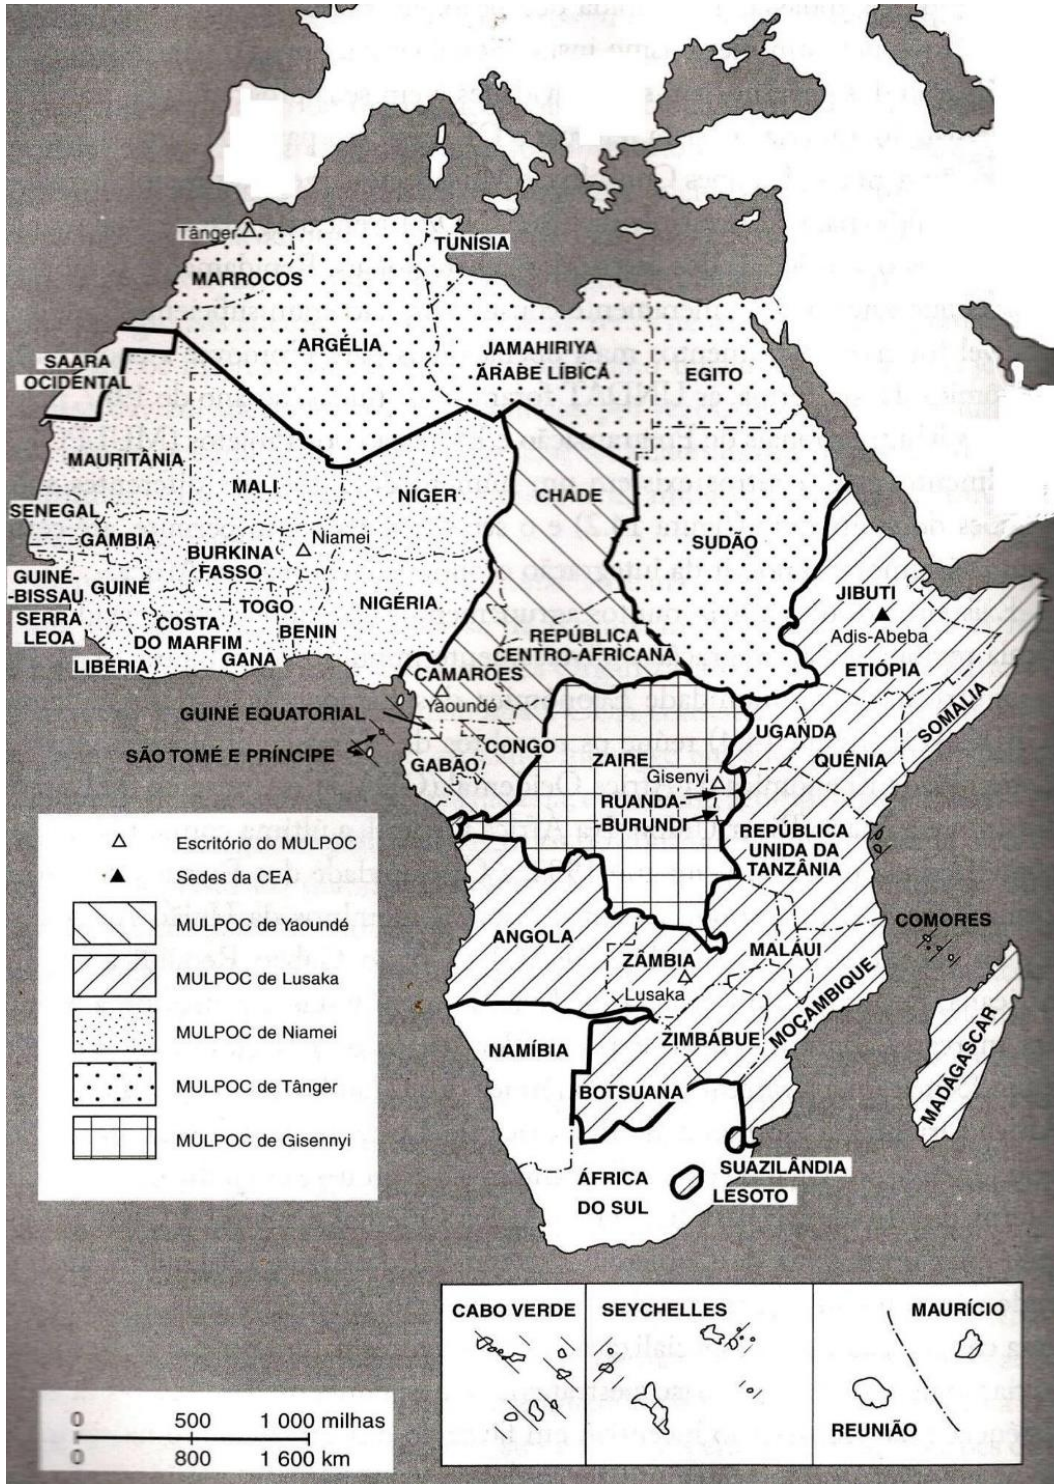 Tânger
TUNÍSIA
MARROCOS
ARGÉLIA
JAMAHIRIYA
ÁRABE LÍBICA
EGITO
SAARA
OCIDENTAL
MAURITÂNIA
MALI
NÍGER
CHADE
SENEGAL
GÂMBIA
BURKINA
FASSO
Niamei
SUDÃO
GUINÉ-
-BISSAU
GUINÉ
TOGO
NIGÉRIA
JIBUTI
SERRA
LEOA
COSTA
DO MARFIM
BENIN
Adis-Abeba
LIBÉRIA
GANA
REPÚBLICA
CENTRO-AFRICANA
ETIÓPIA
CAMARÕES
Yaoundé
SOMÁLIA
GUINÉ EQUATORIAL
UGANDA
SÃO TOMÉ E PRÍNCIPE
GABÃO
CONGO
ZAIRE
QUÊNIA
Gisenyi
RUANDA-
-BURUNDI
REPÚBLICA
UNIDA DA
TANZÂNIA
Escritório do MULPOC
Sedes da CEA
MULPOC de Yaoundé
MULPOC de Lusaka
MULPOC de Niamei
MULPOC de Tânger
MULPOC de Gisennyi
COMORES
ANGOLA
ZÂMBIA
MALAUI
Lusaka
MOÇAMBIQUE
NAMÍBIA
ZIMBÁBUE
MADAGASCAR
BOTSUANA
SUAZILÂNDIA
ÁFRICA
DO SUL
LESOTO
CABO VERDE
SEYCHELLES
MAURÍCIO
REUNIÃO
0 500 1 000 milhas
0 800 1 600 km